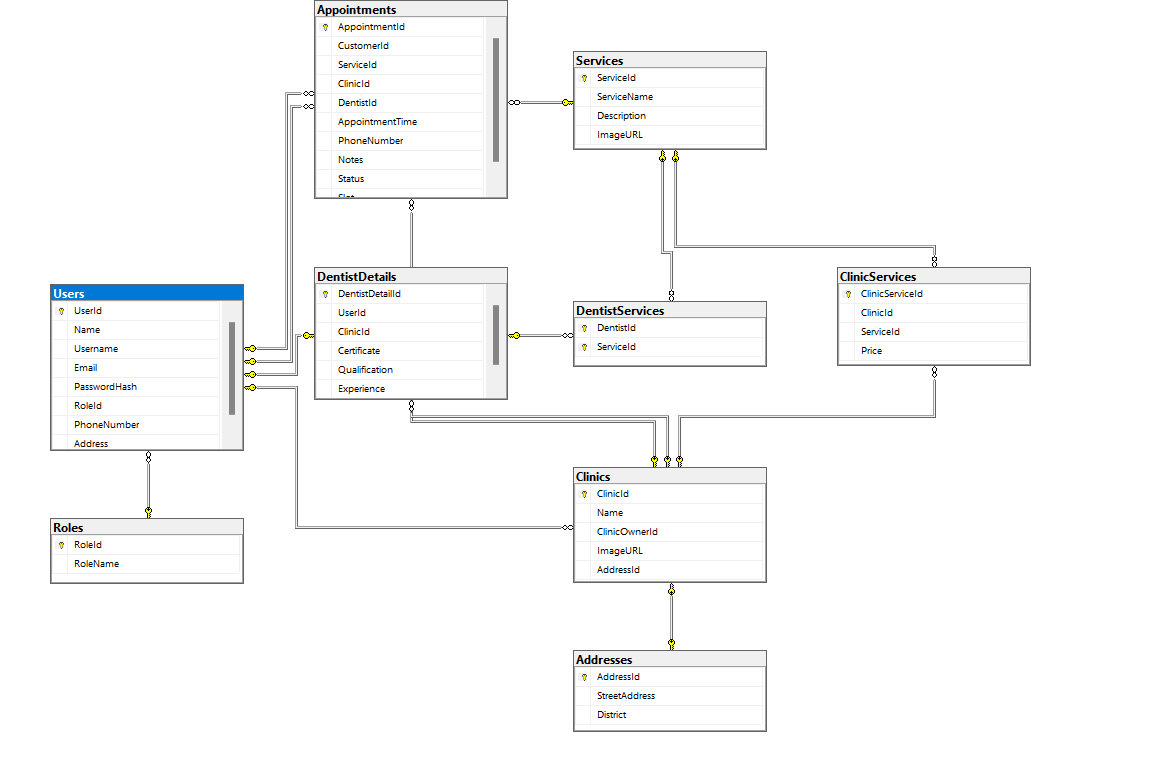 Appointments
AppointmentId
CustomerId
ServiceId
ClinicId
DentistId
AppointmentTime
PhoneNumber
Notes
Status
Slot
Services
ServiceId
ServiceName
Description
ImageURL
DentistDetails
DentistDetailId
UserId
ClinicId
Certificate
Qualification
Experience
ClinicServices
ClinicServiceId
ClinicId
ServiceId
Price
Users
UserId
Name
Username
Email
PasswordHash
RoleId
PhoneNumber
Address
DentistServices
DentistId
ServiceId
Clinics
ClinicId
Name
ClinicOwnerId
ImageURL
AddressId
Roles
RoleId
RoleName
Addresses
AddressId
StreetAddress
District